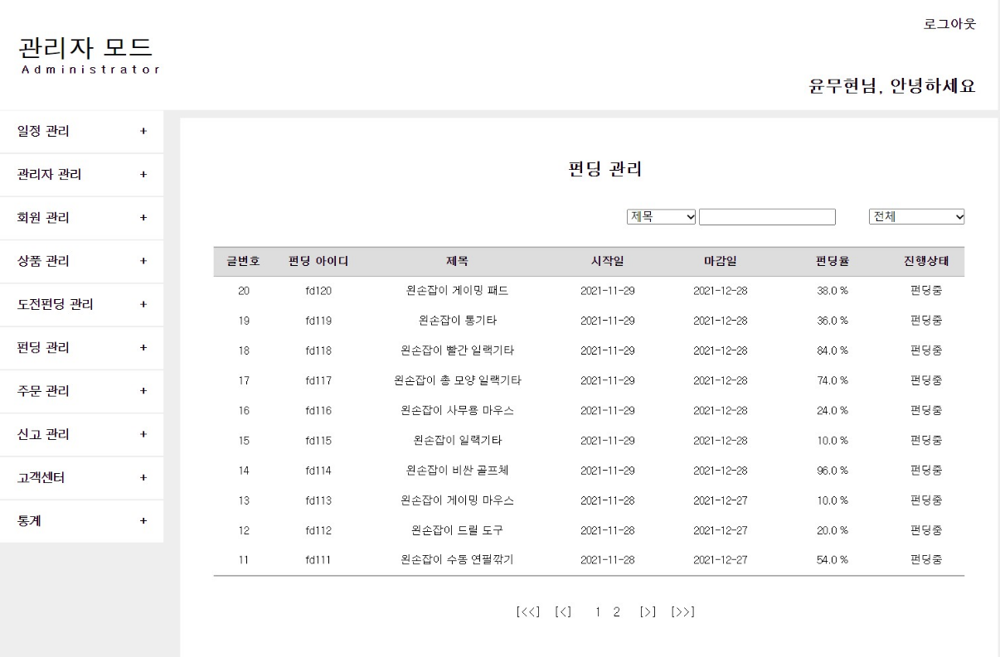 로그아웃
관리자 모드
Administrator
윤무현님, 안녕하세요
일정 관리 +
관리자 관리 +
회원 관리 +
상품 관리 +
도전펀딩 관리 +
펀딩 관리 +
주문 관리 +
신고 관리 +
고객센터 +
통계 +
펀딩 관리
제목 전체
글번호 펀딩 아이디 제목 시작일 마감일 펀딩율 진행상태
20 fd120 왼손잡이 게이밍 패드 2021-11-29 2021-12-28 38.0 % 펀딩중
19 fd119 왼손잡이 통기타 2021-11-29 2021-12-28 36.0 % 펀딩중
18 fd118 왼손잡이 빨간 일랙기타 2021-11-29 2021-12-28 84.0 % 펀딩중
17 fd117 왼손잡이 총 모양 일랙기타 2021-11-29 2021-12-28 74.0 % 펀딩중
16 fd116 왼손잡이 사무용 마우스 2021-11-29 2021-12-28 24.0 % 펀딩중
15 fd115 왼손잡이 일랙기타 2021-11-29 2021-12-28 10.0 % 펀딩중
14 fd114 왼손잡이 비싼 골프체 2021-11-29 2021-12-28 96.0 % 펀딩중
13 fd113 왼손잡이 게이밍 마우스 2021-11-28 2021-12-27 10.0 % 펀딩중
12 fd112 왼손잡이 드릴 도구 2021-11-28 2021-12-27 20.0 % 펀딩중
11 fd111 왼손잡이 수동 연필깎기 2021-11-28 2021-12-27 54.0 % 펀딩중
[<<] [<] 1 2 [>] [>>]